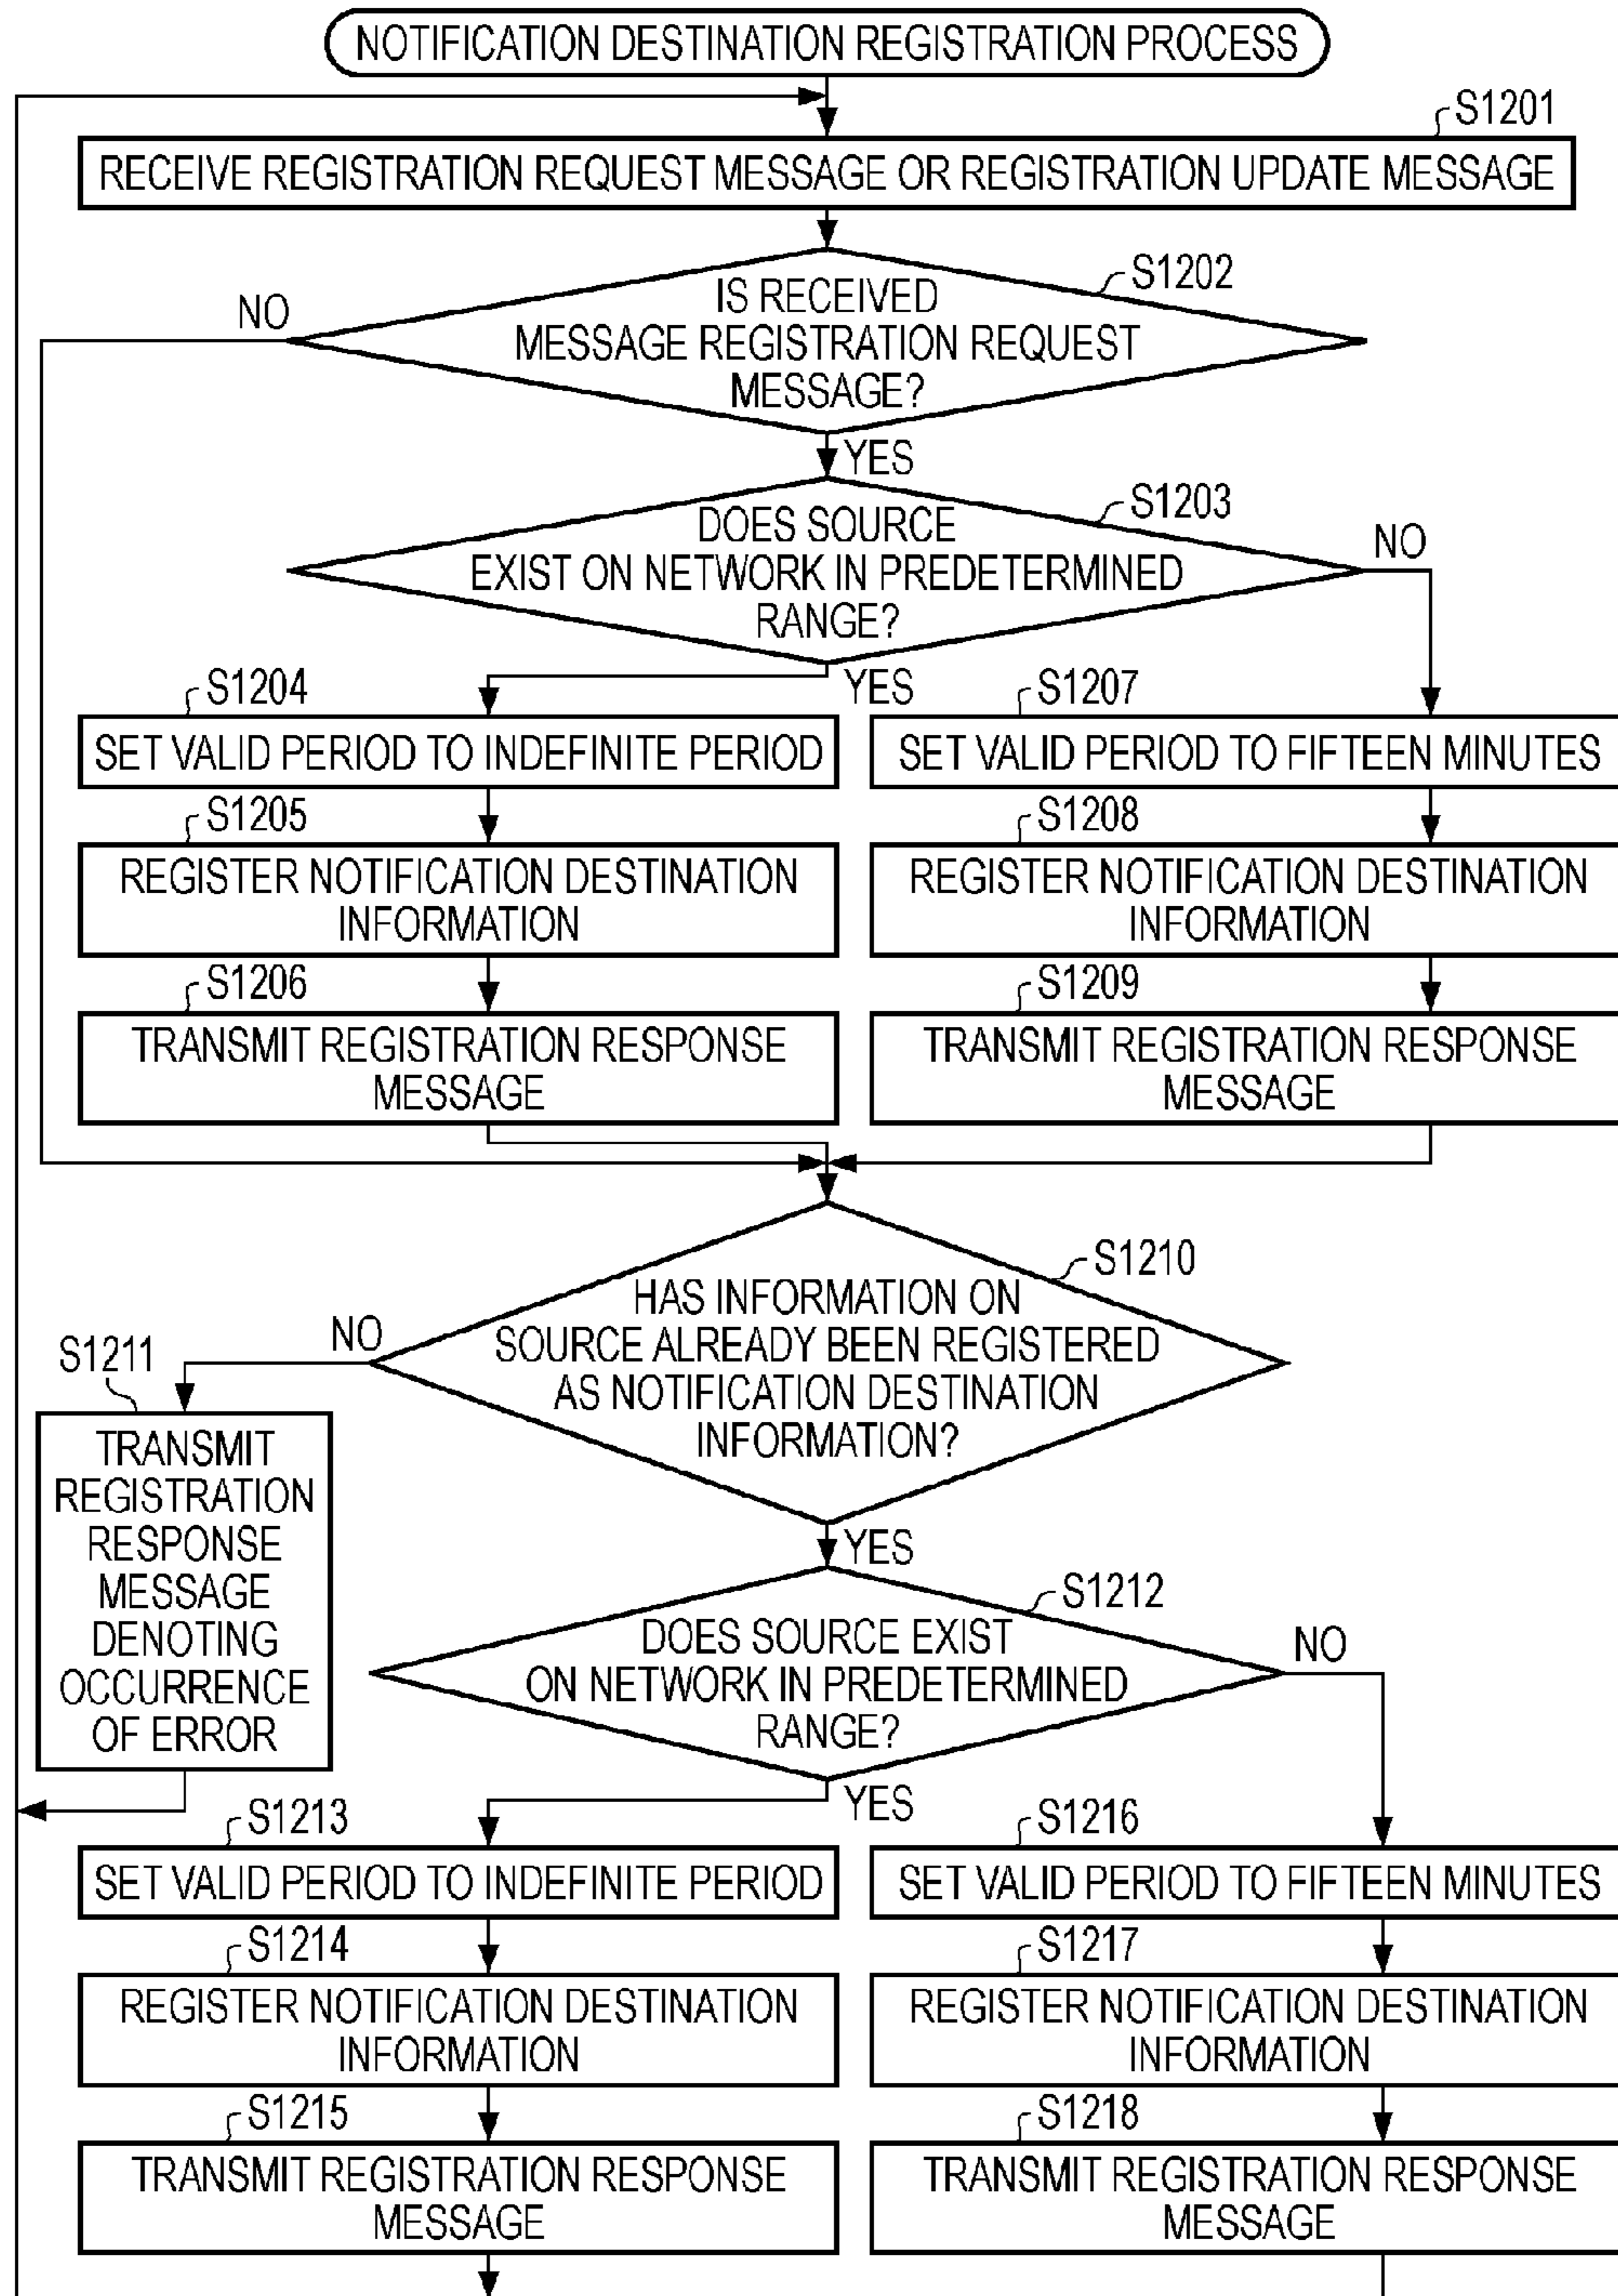 NOTIFICATION DESTINATION REGISTRATION PROCESS
S1201
RECEIVE REGISTRATION REQUEST MESSAGE OR REGISTRATION UPDATE MESSAGE
S1202
NO
IS RECEIVED
MESSAGE REGISTRATION REQUEST
MESSAGE?
YES
S1203
DOES SOURCE
EXIST ON NETWORK IN PREDETERMINED
RANGE?
NO
YES
S1204
SET VALID PERIOD TO INDEFINITE PERIOD
S1205
REGISTER NOTIFICATION DESTINATION
INFORMATION
S1206
TRANSMIT REGISTRATION RESPONSE
MESSAGE
S1207
SET VALID PERIOD TO FIFTEEN MINUTES
S1208
REGISTER NOTIFICATION DESTINATION
INFORMATION
S1209
TRANSMIT REGISTRATION RESPONSE
MESSAGE
S1210
HAS INFORMATION ON
SOURCE ALREADY BEEN REGISTERED
AS NOTIFICATION DESTINATION
INFORMATION?
NO
S1211
TRANSMIT
REGISTRATION
RESPONSE
MESSAGE
DENOTING
OCCURRENCE
OF ERROR
YES
S1212
DOES SOURCE EXIST
ON NETWORK IN PREDETERMINED
RANGE?
NO
YES
S1213
SET VALID PERIOD TO INDEFINITE PERIOD
S1214
REGISTER NOTIFICATION DESTINATION
INFORMATION
S1215
TRANSMIT REGISTRATION RESPONSE
MESSAGE
S1216
SET VALID PERIOD TO FIFTEEN MINUTES
S1217
REGISTER NOTIFICATION DESTINATION
INFORMATION
S1218
TRANSMIT REGISTRATION RESPONSE
MESSAGE